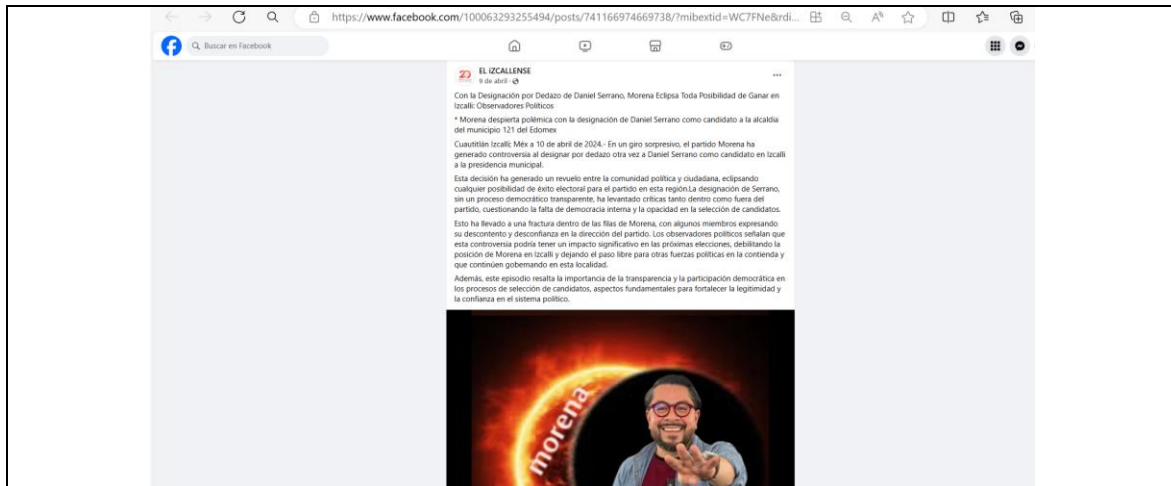 https://www.facebook.com/100063293255494/posts/741166974669738/?mibextid=WC7FNe&rdi...
Buscar en Facebook
EL IZCALLENSE
9 de abril ·
Con la Designación por Dedazo de Daniel Serrano, Morena Eclipsa Toda Posibilidad de Ganar en
Izcalli: Observadores Políticos
* Morena despierta polémica con la designación de Daniel Serrano como candidato a la alcaldía
del municipio 121 del Edomex
Cuautitlán Izcalli; Méx a 10 de abril de 2024.- En un giro sorpresivo, el partido Morena ha
generado controversia al designar por dedazo otra vez a Daniel Serrano como candidato en Izcalli
a la presidencia municipal.
Esta decisión ha generado un revuelo entre la comunidad política y ciudadana, eclipsando
cualquier posibilidad de éxito electoral para el partido en esta región.La designación de Serrano,
sin un proceso democrático transparente, ha levantado críticas tanto dentro como fuera del
partido, cuestionando la falta de democracia interna y la opacidad en la selección de candidatos.
Esto ha llevado a una fractura dentro de las filas de Morena, con algunos miembros expresando
su descontento y desconfianza en la dirección del partido. Los observadores políticos señalan que
esta controversia podría tener un impacto significativo en las próximas elecciones, debilitando la
posición de Morena en Izcalli y dejando el paso libre para otras fuerzas políticas en la contienda y
que continúen gobernando en esta localidad.
Además, este episodio resalta la importancia de la transparencia y la participación democrática en
los procesos de selección de candidatos, aspectos fundamentales para fortalecer la legitimidad y
la confianza en el sistema político.
morena